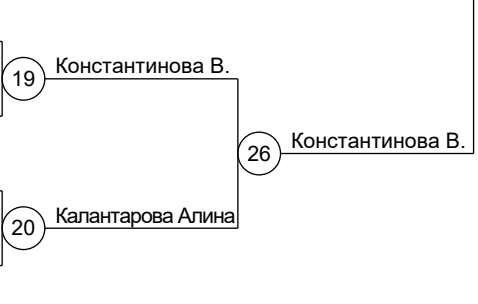 Константинова В.
19
Константинова В.
26
Калантарова Алина
20